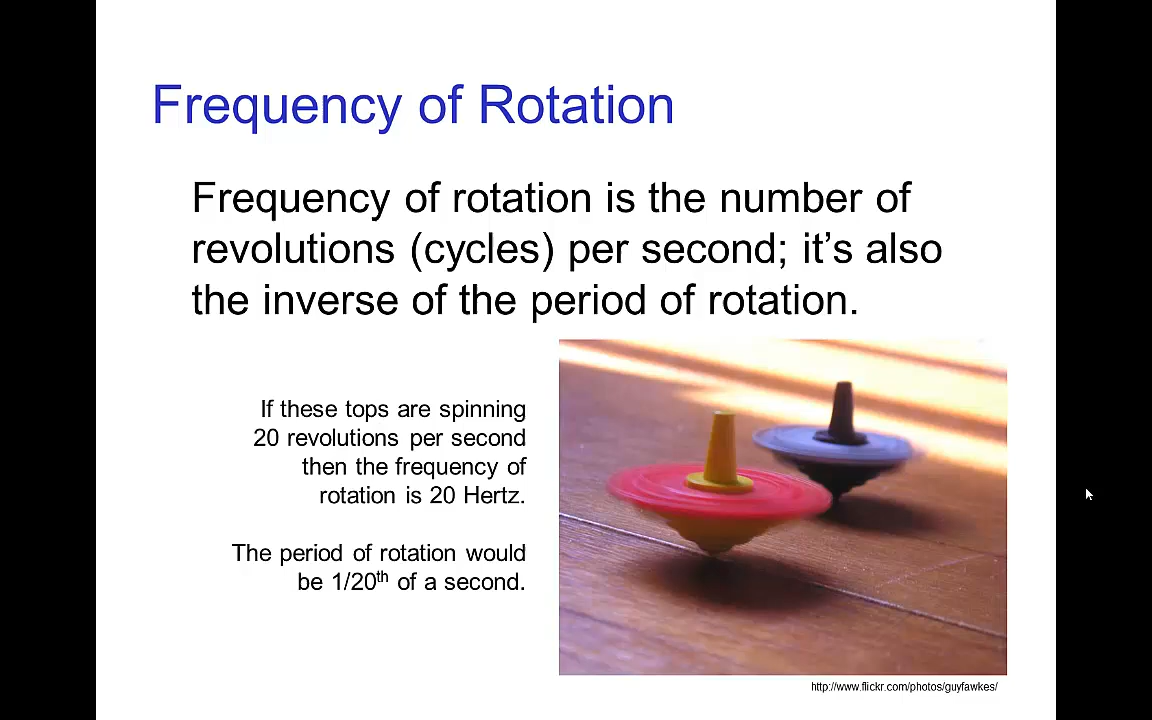 Frequency of Rotation
Frequency of rotation is the number of
revolutions (cycles) per second; it’s also
the inverse of the period of rotation.
If these tops are spinning
20 revolutions per second
then the frequency of
rotation is 20 Hertz.
The period of rotation would
be 1/20th of a second.
http://www.flickr.com/photos/guyfawkes/